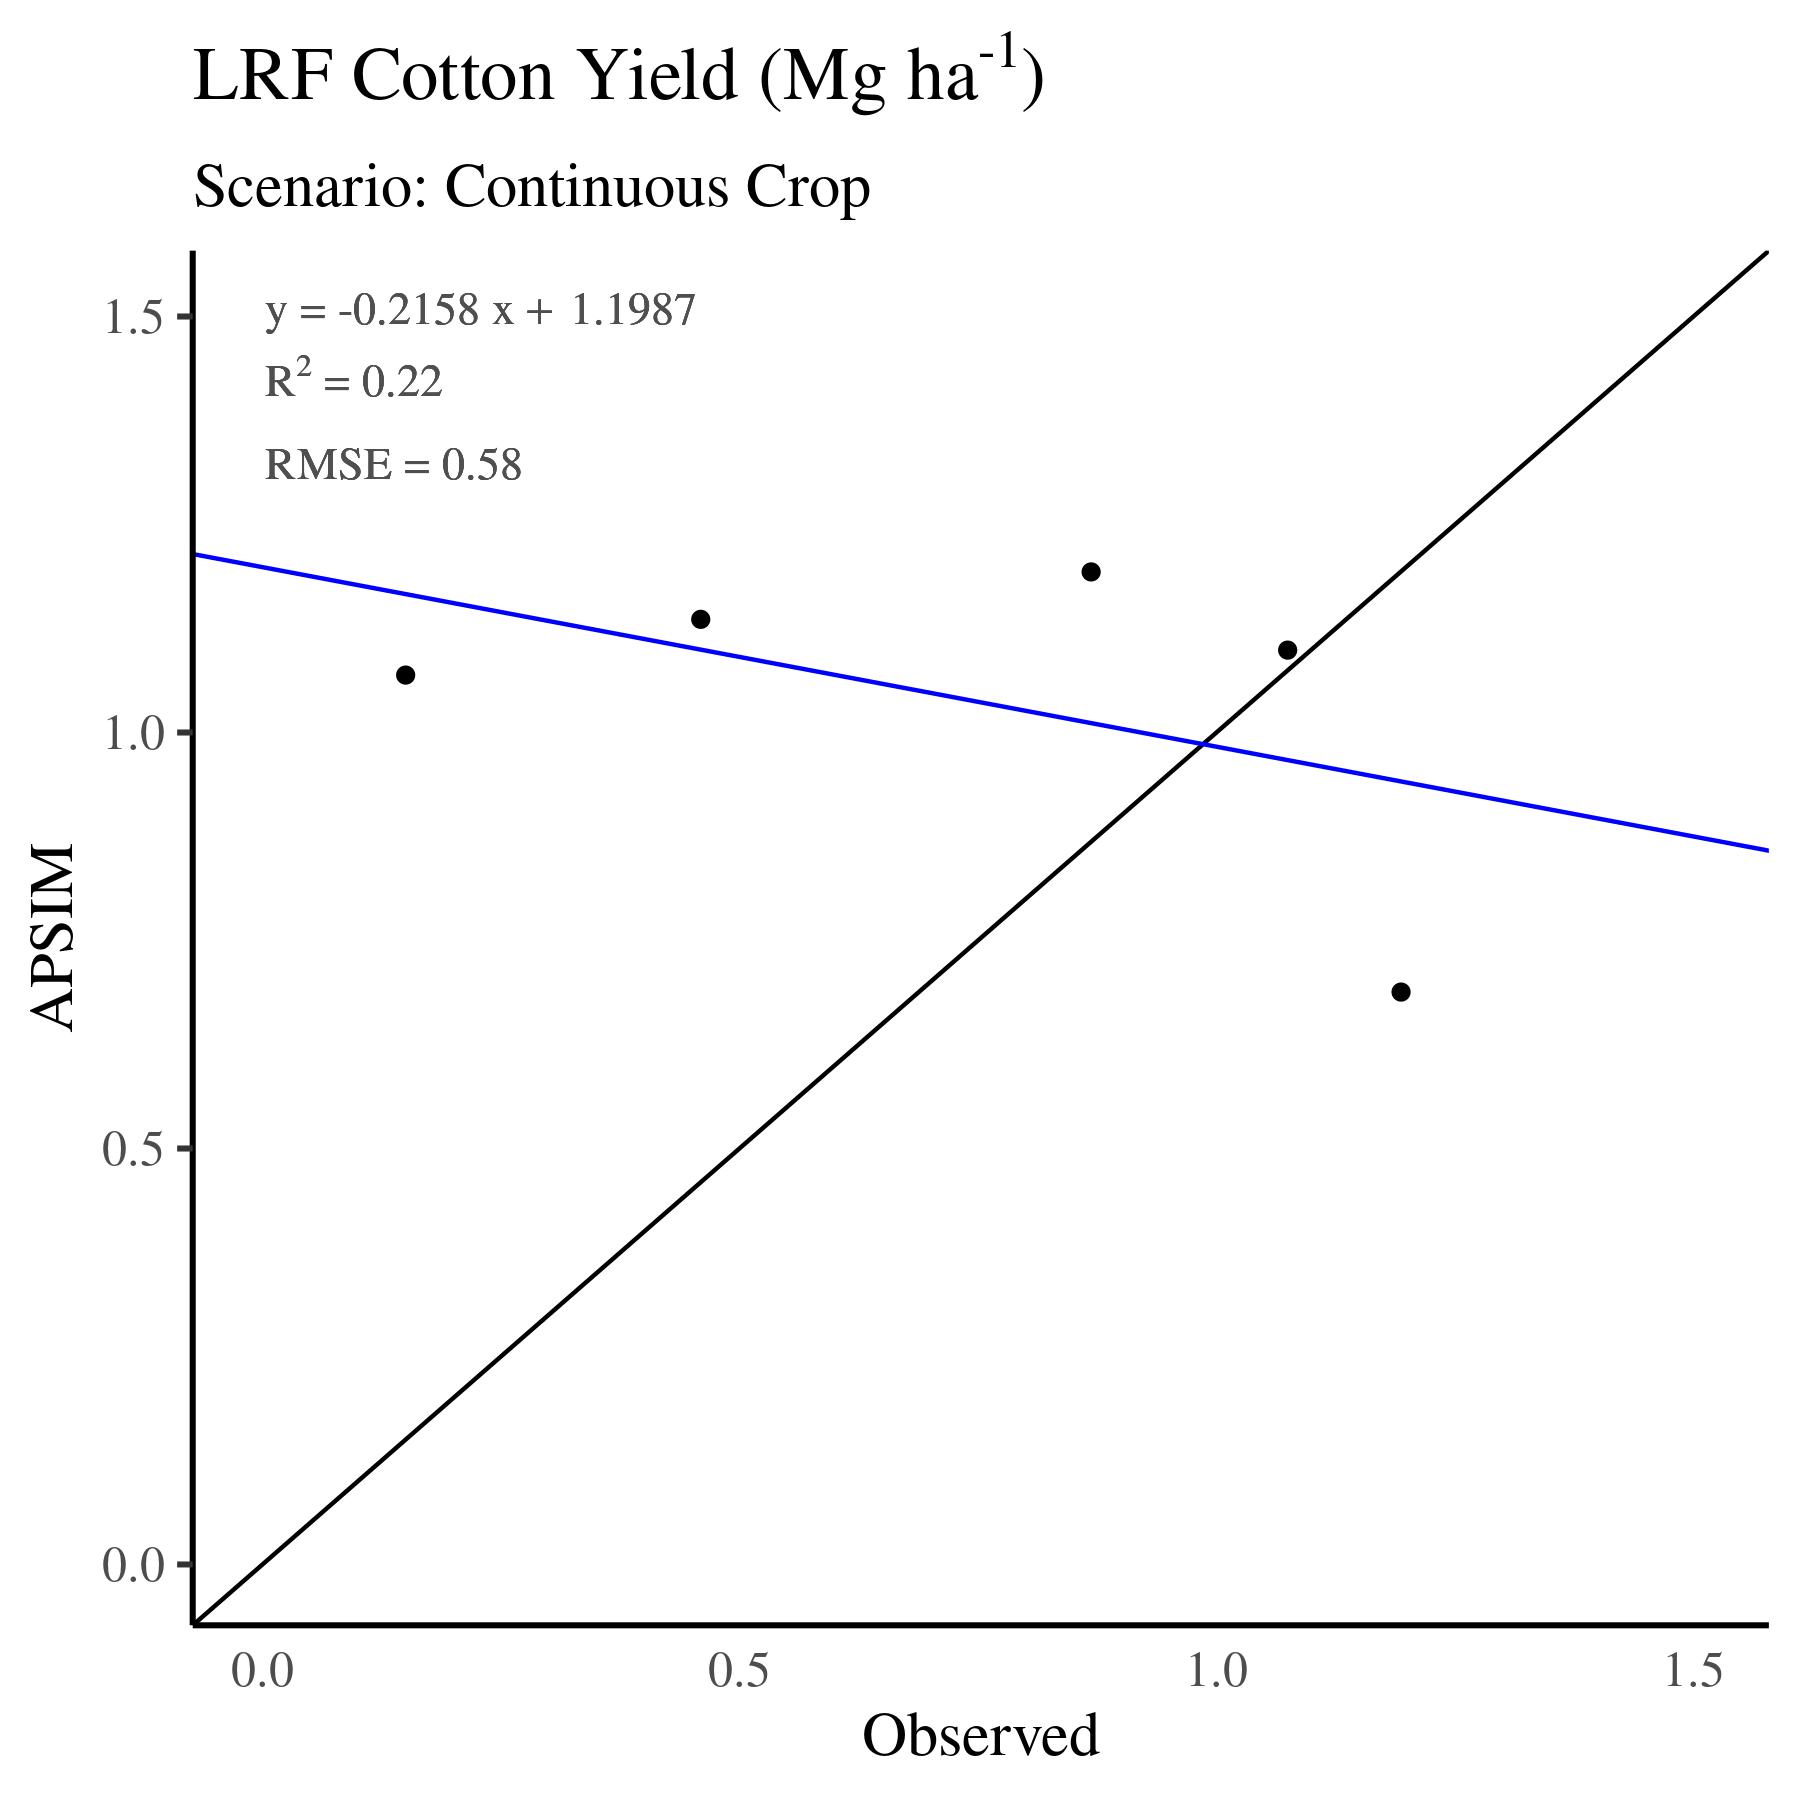 LRF Cotton Yield (Mg ha⁻¹)
Scenario: Continuous Crop
y = -0.2158 x + 1.1987
R² = 0.22
RMSE = 0.58
1.5
1.0
0.5
0.0
APSIM
0.0 0.5 1.0 1.5
Observed